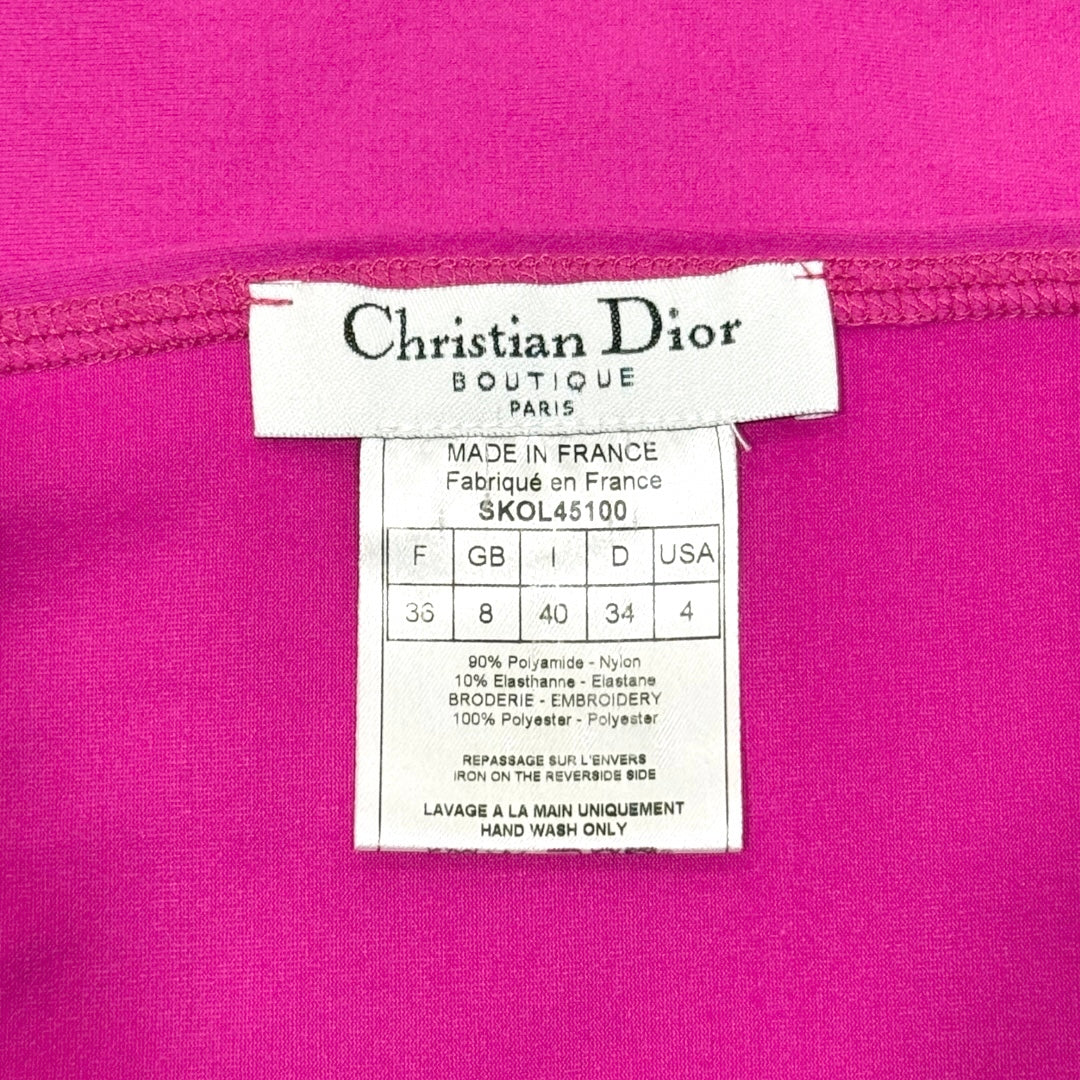 Christian Dior
BOUTIQUE
PARIS
MADE IN FRANCE
Fabriqué en France
SKOL45100
F GB I D USA
36 8 40 34 4
90% Polyamide - Nylon
10% Elasthanne - Elastane
BRODERIE - EMBROIDERY
100% Polyester - Polyester
REPASSAGE SUR L'ENVERS
IRON ON THE REVERSIDE SIDE
LAVAGE A LA MAIN UNIQUEMENT
HAND WASH ONLY